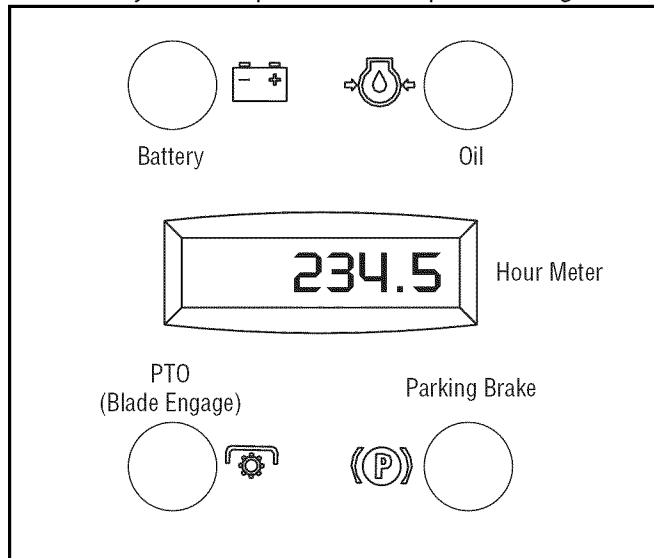 Battery
Oil
234.5
Hour Meter
PTO
(Blade Engage)
Parking Brake
(P)